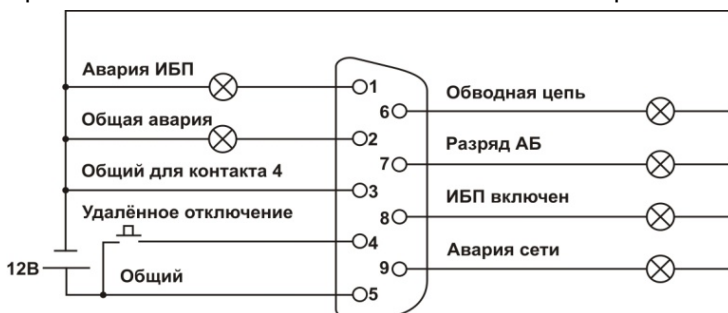 Авария ИБП
1
6
Обводная цепь
Общая авария
2
7
Разряд АБ
Общий для контакта 4
3
8
ИБП включен
Удалённое отключение
4
9
Авария сети
12В
Общий
5